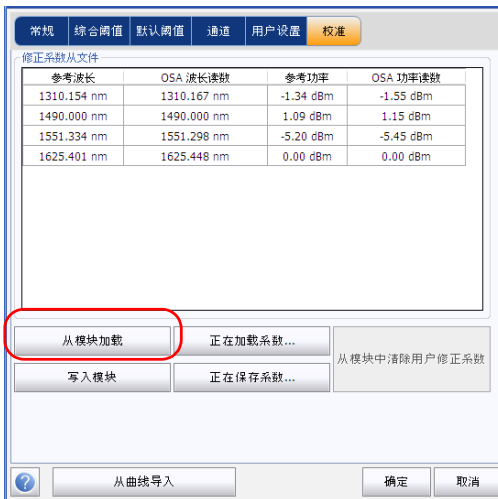 常规 综合阈值 默认阈值 通道 用户设置 校准
修正系数从文件
参考波长 OSA 波长读数 参考功率 OSA 功率读数
1310.154 nm 1310.167 nm -1.34 dBm -1.55 dBm
1490.000 nm 1490.000 nm 1.09 dBm 1.15 dBm
1551.334 nm 1551.298 nm -5.20 dBm -5.45 dBm
1625.401 nm 1625.448 nm 0.00 dBm 0.00 dBm
从模块加载 正在加载系数...
从模块中清除用户修正系数
写入模块 正在保存系数...
? 从曲线导入 确定 取消